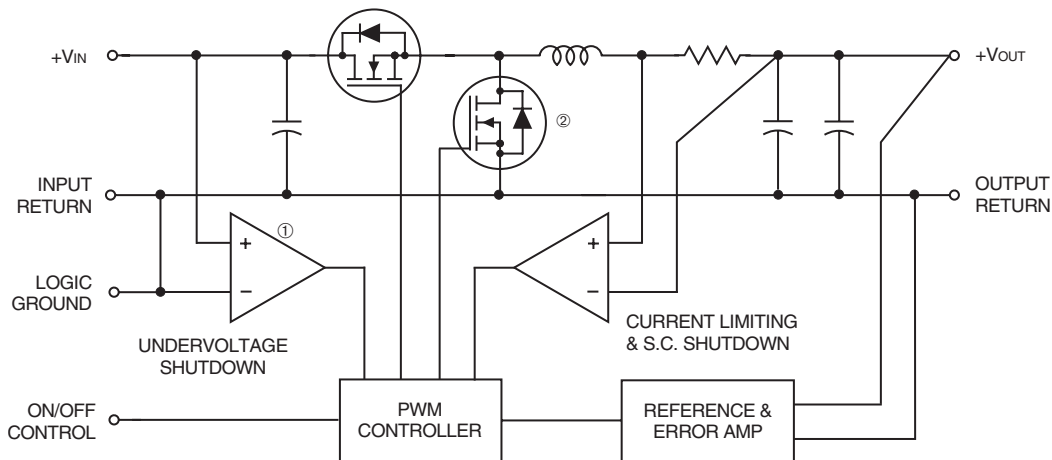 +VIN
+VOUT
②
INPUT
RETURN
OUTPUT
RETURN
①
+
−
+
−
LOGIC
GROUND
UNDERVOLTAGE
SHUTDOWN
CURRENT LIMITING
& S.C. SHUTDOWN
ON/OFF
CONTROL
PWM
CONTROLLER
REFERENCE &
ERROR AMP